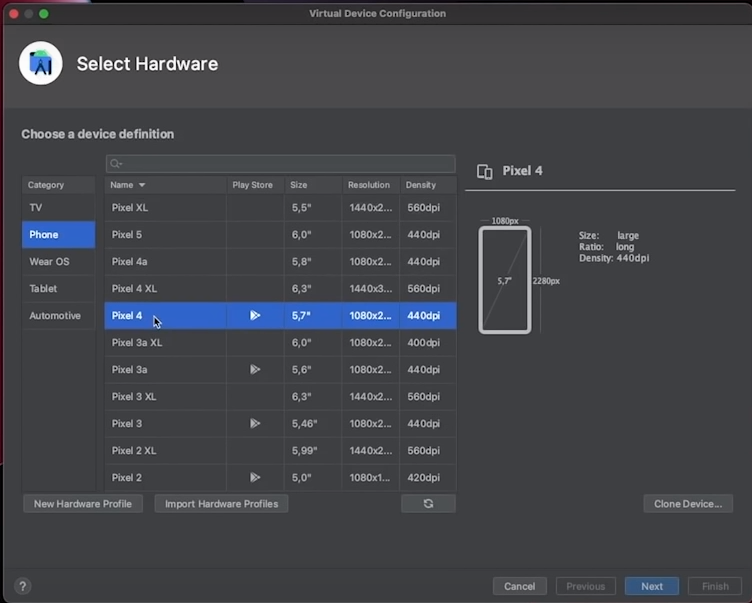 Virtual Device Configuration
Select Hardware
Choose a device definition
Category
TV
Phone
Wear OS
Tablet
Automotive
Name Play Store Size Resolution Density
Pixel XL 5,5" 1440x2... 560dpi
Pixel 5 6,0" 1080x2... 440dpi
Pixel 4a 5,8" 1080x2... 440dpi
Pixel 4 XL 6,3" 1440x3... 560dpi
Pixel 4 5,7" 1080x2... 440dpi
Pixel 3a XL 6,0" 1080x2... 400dpi
Pixel 3a 5,6" 1080x2... 440dpi
Pixel 3 XL 6,3" 1440x2... 560dpi
Pixel 3 5,46" 1080x2... 440dpi
Pixel 2 XL 5,99" 1440x2... 560dpi
Pixel 2 5,0" 1080x1... 420dpi
New Hardware Profile Import Hardware Profiles
Pixel 4
1080px
5,7"
2280px
Size: large
Ratio: long
Density: 440dpi
Clone Device...
? Cancel Previous Next Finish